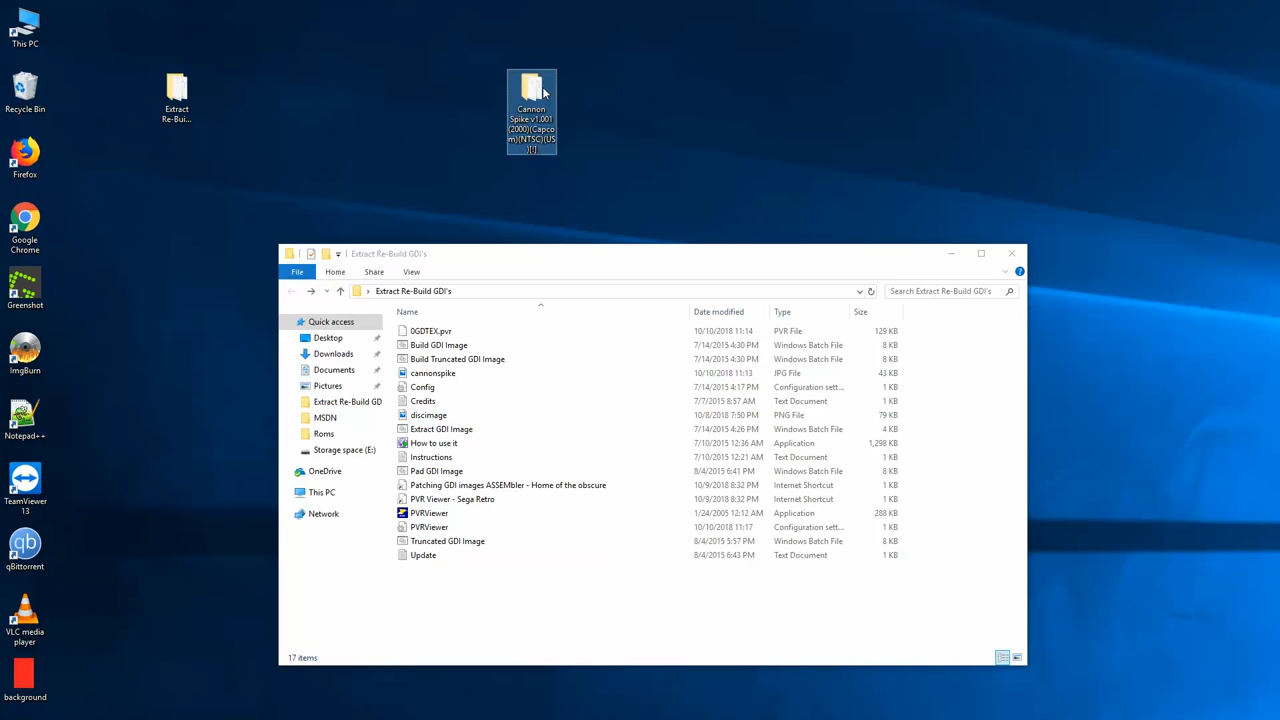 This PC
Recycle Bin
Firefox
Google
Chrome
Greenshot
ImgBurn
Notepad++
TeamViewer
13
qBittorrent
VLC media
player
background
Extract
Re-Bui...
Cannon
Spike v1.001
(2000)(Capco
m)(NTSC)(US
)[!]
Extract Re-Build GDI's
File Home Share View
Extract Re-Build GDI's
Search Extract Re-Build GDI's
Quick access
Desktop
Downloads
Documents
Pictures
Extract Re-Build GD
MSDN
Roms
Storage space (E:)
OneDrive
This PC
Network
Name Date modified Type Size
0GDTEX.pvr 10/10/2018 11:14 PVR File 129 KB
Build GDI Image 7/14/2015 4:30 PM Windows Batch File 8 KB
Build Truncated GDI Image 7/14/2015 4:30 PM Windows Batch File 8 KB
cannonspike 10/10/2018 11:13 JPG File 43 KB
Config 7/14/2015 4:17 PM Configuration sett... 1 KB
Credits 7/7/2015 8:57 AM Text Document 1 KB
discimage 10/8/2018 7:50 PM PNG File 79 KB
Extract GDI Image 7/14/2015 4:26 PM Windows Batch File 4 KB
How to use it 7/10/2015 12:36 AM Application 1,298 KB
Instructions 7/10/2015 12:21 AM Text Document 1 KB
Pad GDI Image 8/4/2015 6:41 PM Windows Batch File 8 KB
Patching GDI images ASSEMbler - Home of the obscure 10/9/2018 8:32 PM Internet Shortcut 1 KB
PVR Viewer - Sega Retro 10/9/2018 8:32 PM Internet Shortcut 1 KB
PVRViewer 1/24/2005 12:12 AM Application 288 KB
PVRViewer 10/10/2018 11:17 Configuration sett... 1 KB
Truncated GDI Image 8/4/2015 5:57 PM Windows Batch File 8 KB
Update 8/4/2015 6:43 PM Text Document 1 KB
17 items